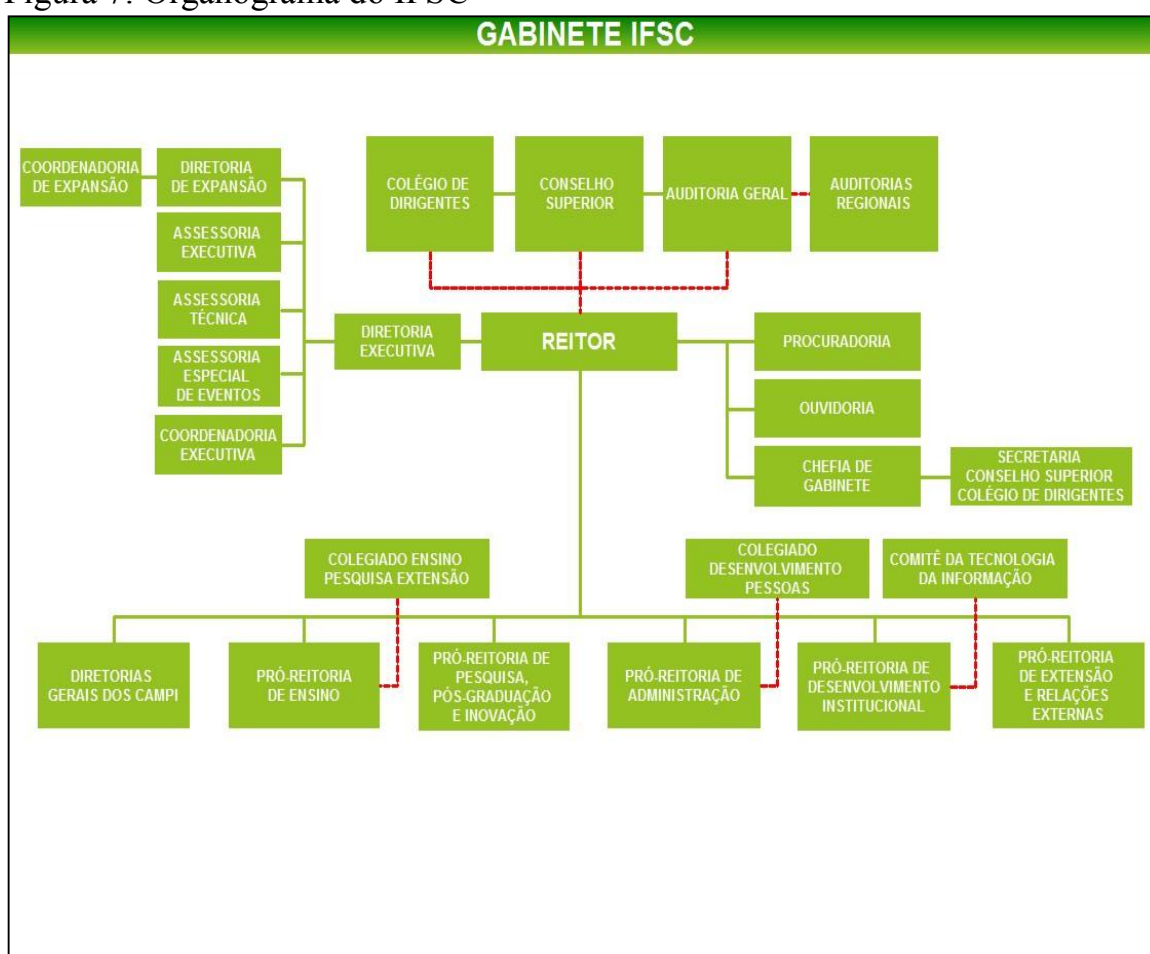 Figura 7: Organograma do IFSC
GABINETE IFSC
COORDENADORIA
DE EXPANSÃO
DIRETORIA
DE EXPANSÃO
ASSESSORIA
EXECUTIVA
ASSESSORIA
TÉCNICA
ASSESSORIA
ESPECIAL
DE EVENTOS
COORDENADORIA
EXECUTIVA
COLÉGIO DE
DIRIGENTES
CONSELHO
SUPERIOR
AUDITORIA GERAL
AUDITORIAS
REGIONAIS
DIRETORIA
EXECUTIVA
REITOR
PROCURADORIA
OUVIDORIA
CHEFIA DE
GABINETE
SECRETARIA
CONSELHO SUPERIOR
COLÉGIO DE DIRIGENTES
COLEGIADO ENSINO
PESQUISA EXTENSÃO
COLEGIADO
DESENVOLVIMENTO
PESSOAS
COMITÊ DA TECNOLOGIA
DA INFORMAÇÃO
DIRETORIAS
GERAIS DOS CAMPI
PRÓ-REITORIA
DE ENSINO
PRÓ-REITORIA DE
PESQUISA,
PÓS-GRADUAÇÃO
E INOVAÇÃO
PRÓ-REITORIA DE
ADMINISTRAÇÃO
PRÓ-REITORIA DE
DESENVOLVIMENTO
INSTITUCIONAL
PRÓ-REITORIA
DE EXTENSÃO
E RELAÇÕES
EXTERNAS